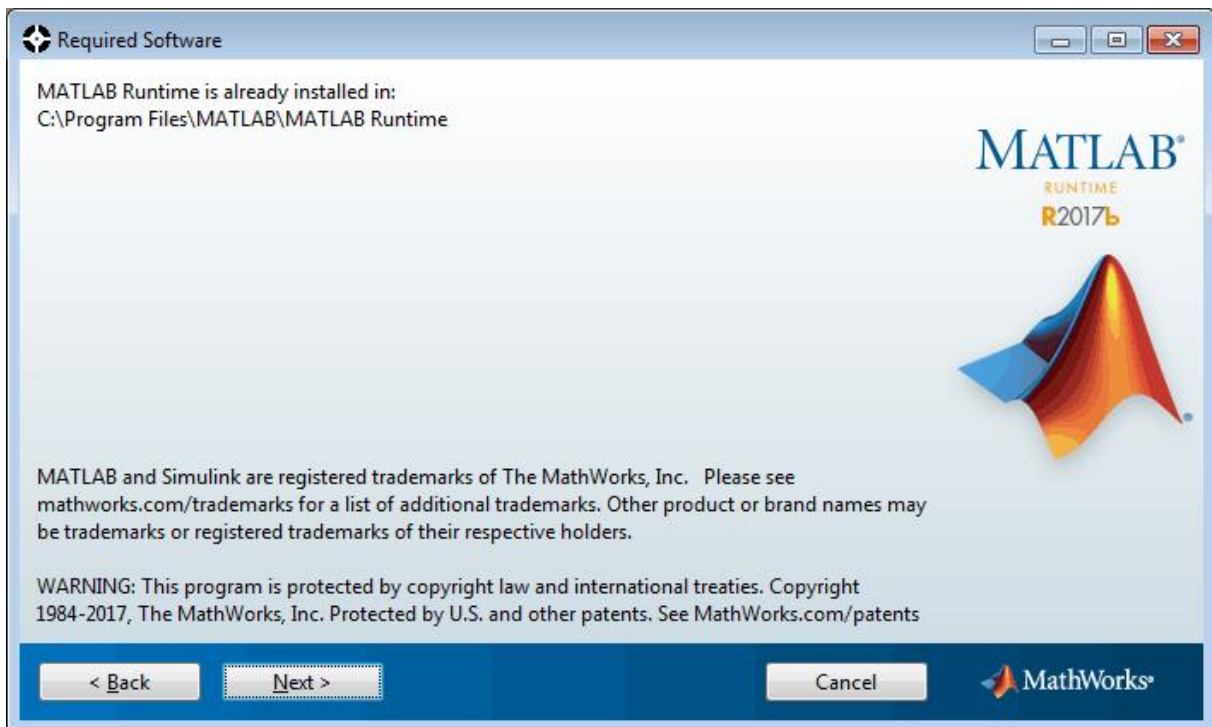 Required Software
MATLAB Runtime is already installed in:
C:\Program Files\MATLAB\MATLAB Runtime
MATLAB®
RUNTIME
R2017b
®
MATLAB and Simulink are registered trademarks of The MathWorks, Inc.   Please see
mathworks.com/trademarks for a list of additional trademarks. Other product or brand names may
be trademarks or registered trademarks of their respective holders.
WARNING: This program is protected by copyright law and international treaties. Copyright
1984-2017, The MathWorks, Inc. Protected by U.S. and other patents. See MathWorks.com/patents
< Back
Next >
Cancel
MathWorks®